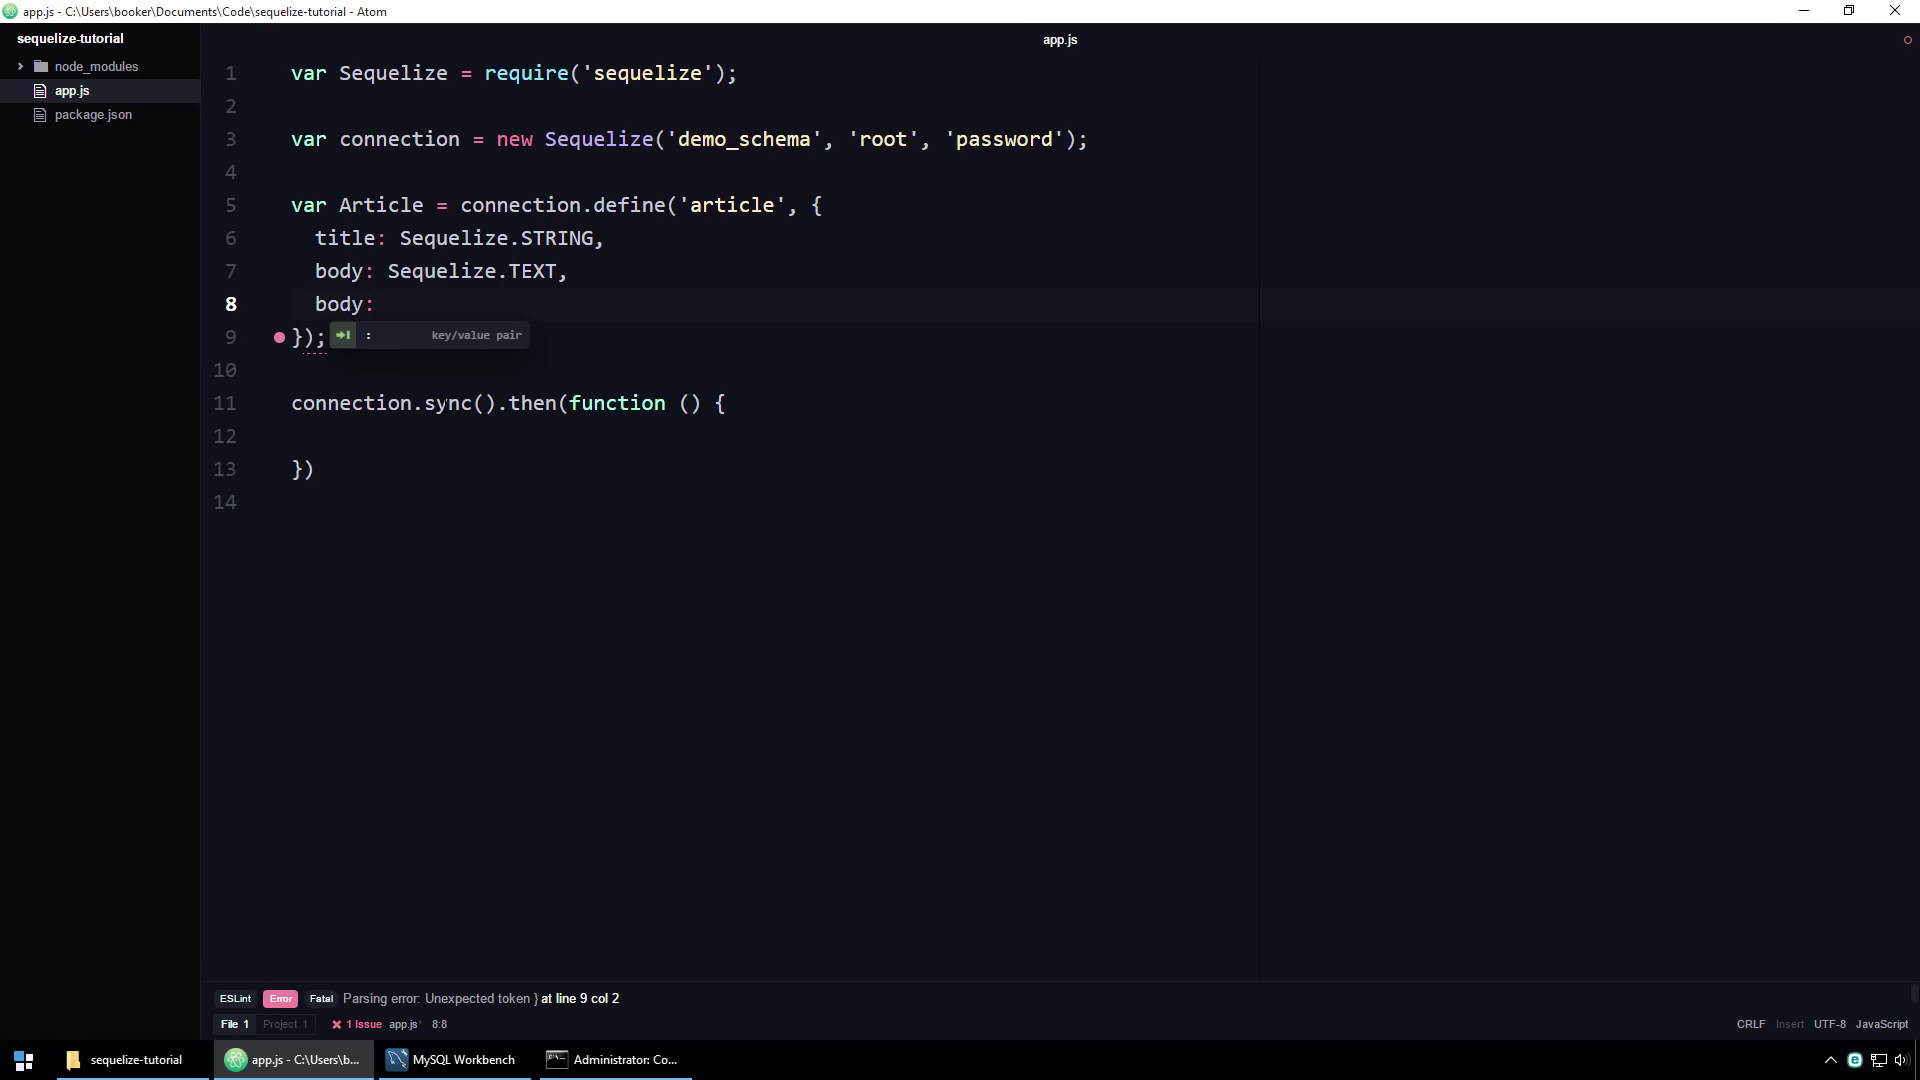 app.js - C:\Users\booker\Documents\Code\sequelize-tutorial - Atom
sequelize-tutorial
node_modules
app.js
package.json
app.js
1 var Sequelize = require('sequelize');
2
3 var connection = new Sequelize('demo_schema', 'root', 'password');
4
5 var Article = connection.define('article', {
6 title: Sequelize.STRING,
7 body: Sequelize.TEXT,
8 body:
9 });
: key/value pair
10
11 connection.sync().then(function () {
12
13 })
14
ESLint Error Fatal Parsing error: Unexpected token } at line 9 col 2
File 1 Project 1 1 Issue app.js* 8:8 CRLF Insert UTF-8 JavaScript
sequelize-tutorial app.js - C:\Users\b... MySQL Workbench Administrator: Co...